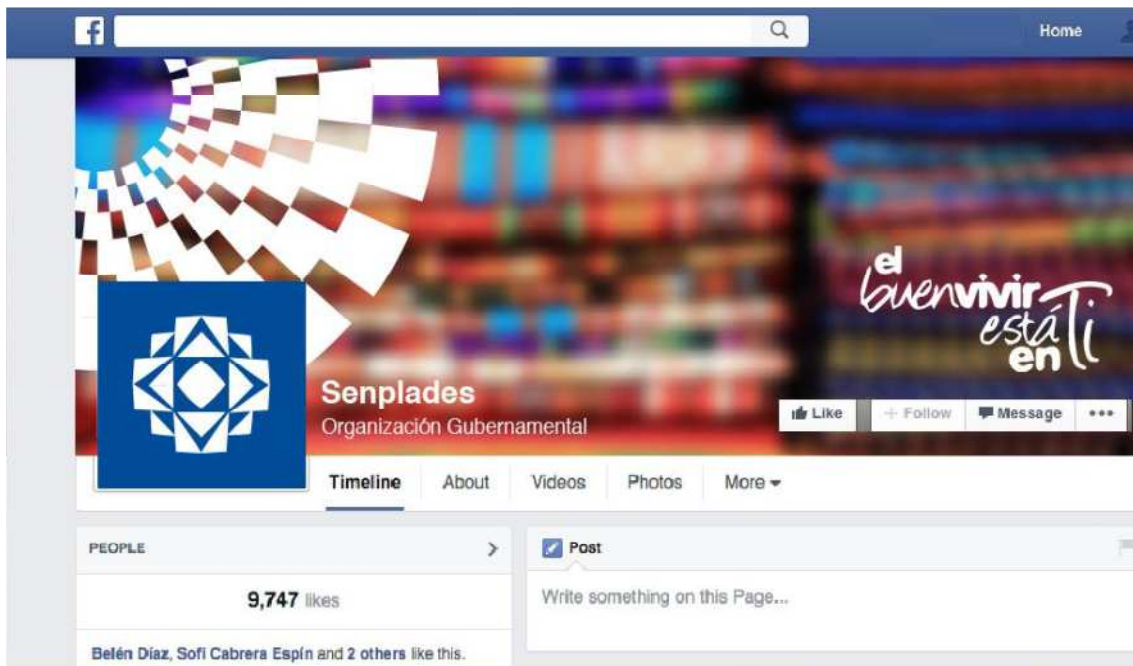 f
Home
el
buenvivir
está
en Ti
Senplades
Organización Gubernamental
Like
+ Follow
Message
•••
Timeline
About
Videos
Photos
More
PEOPLE
9,747 likes
Belén Díaz, Sofi Cabrera Espín and 2 others like this.
Post
Write something on this Page...